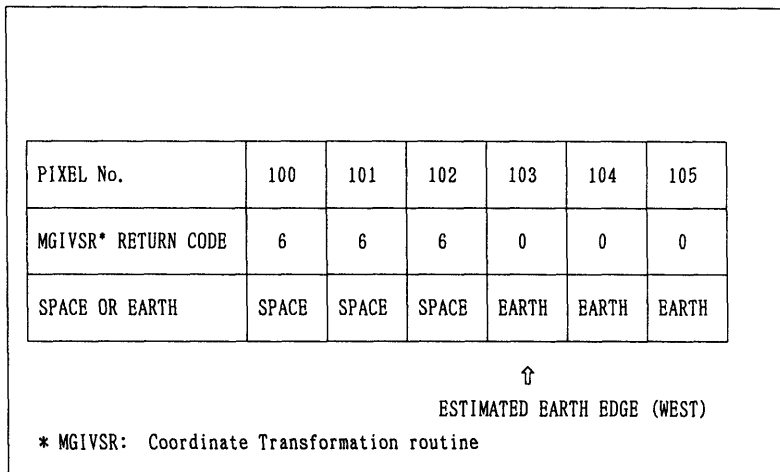 PIXEL No. 100 101 102 103 104 105
MGIVSR* RETURN CODE 6 6 6 0 0 0
SPACE OR EARTH SPACE SPACE SPACE EARTH EARTH EARTH
⇧
ESTIMATED EARTH EDGE (WEST)
* MGIVSR: Coordinate Transformation routine